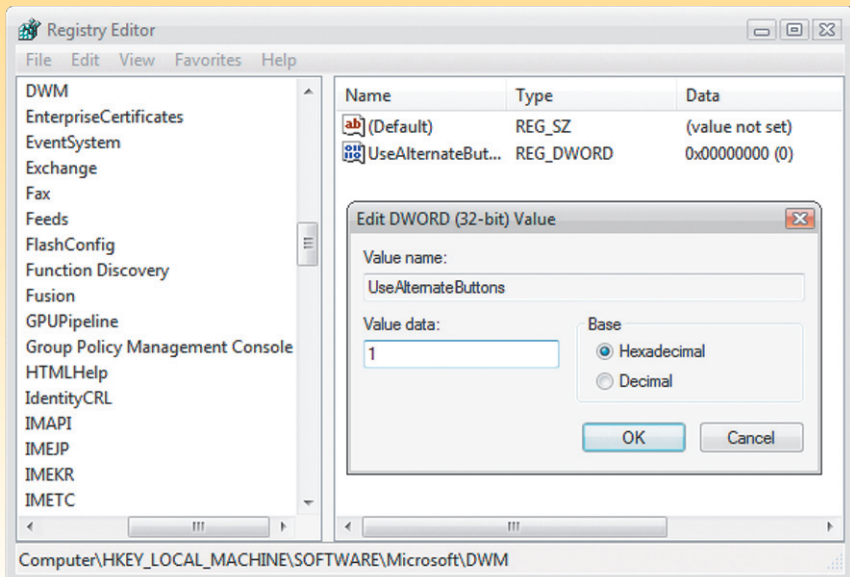 Registry Editor
File Edit View Favorites Help
DWM
EnterpriseCertificates
EventSystem
Exchange
Fax
Feeds
FlashConfig
Function Discovery
Fusion
GPUPipeline
Group Policy Management Console
HTMLHelp
IdentityCRL
IMAPI
IMEJP
IMEKR
IMETC
Name Type Data
(Default) REG_SZ (value not set)
UseAlternateBut... REG_DWORD 0x00000000 (0)
Edit DWORD (32-bit) Value
Value name:
UseAlternateButtons
Value data:
1
Base
Hexadecimal
Decimal
OK Cancel
Computer\HKEY_LOCAL_MACHINE\SOFTWARE\Microsoft\DWM